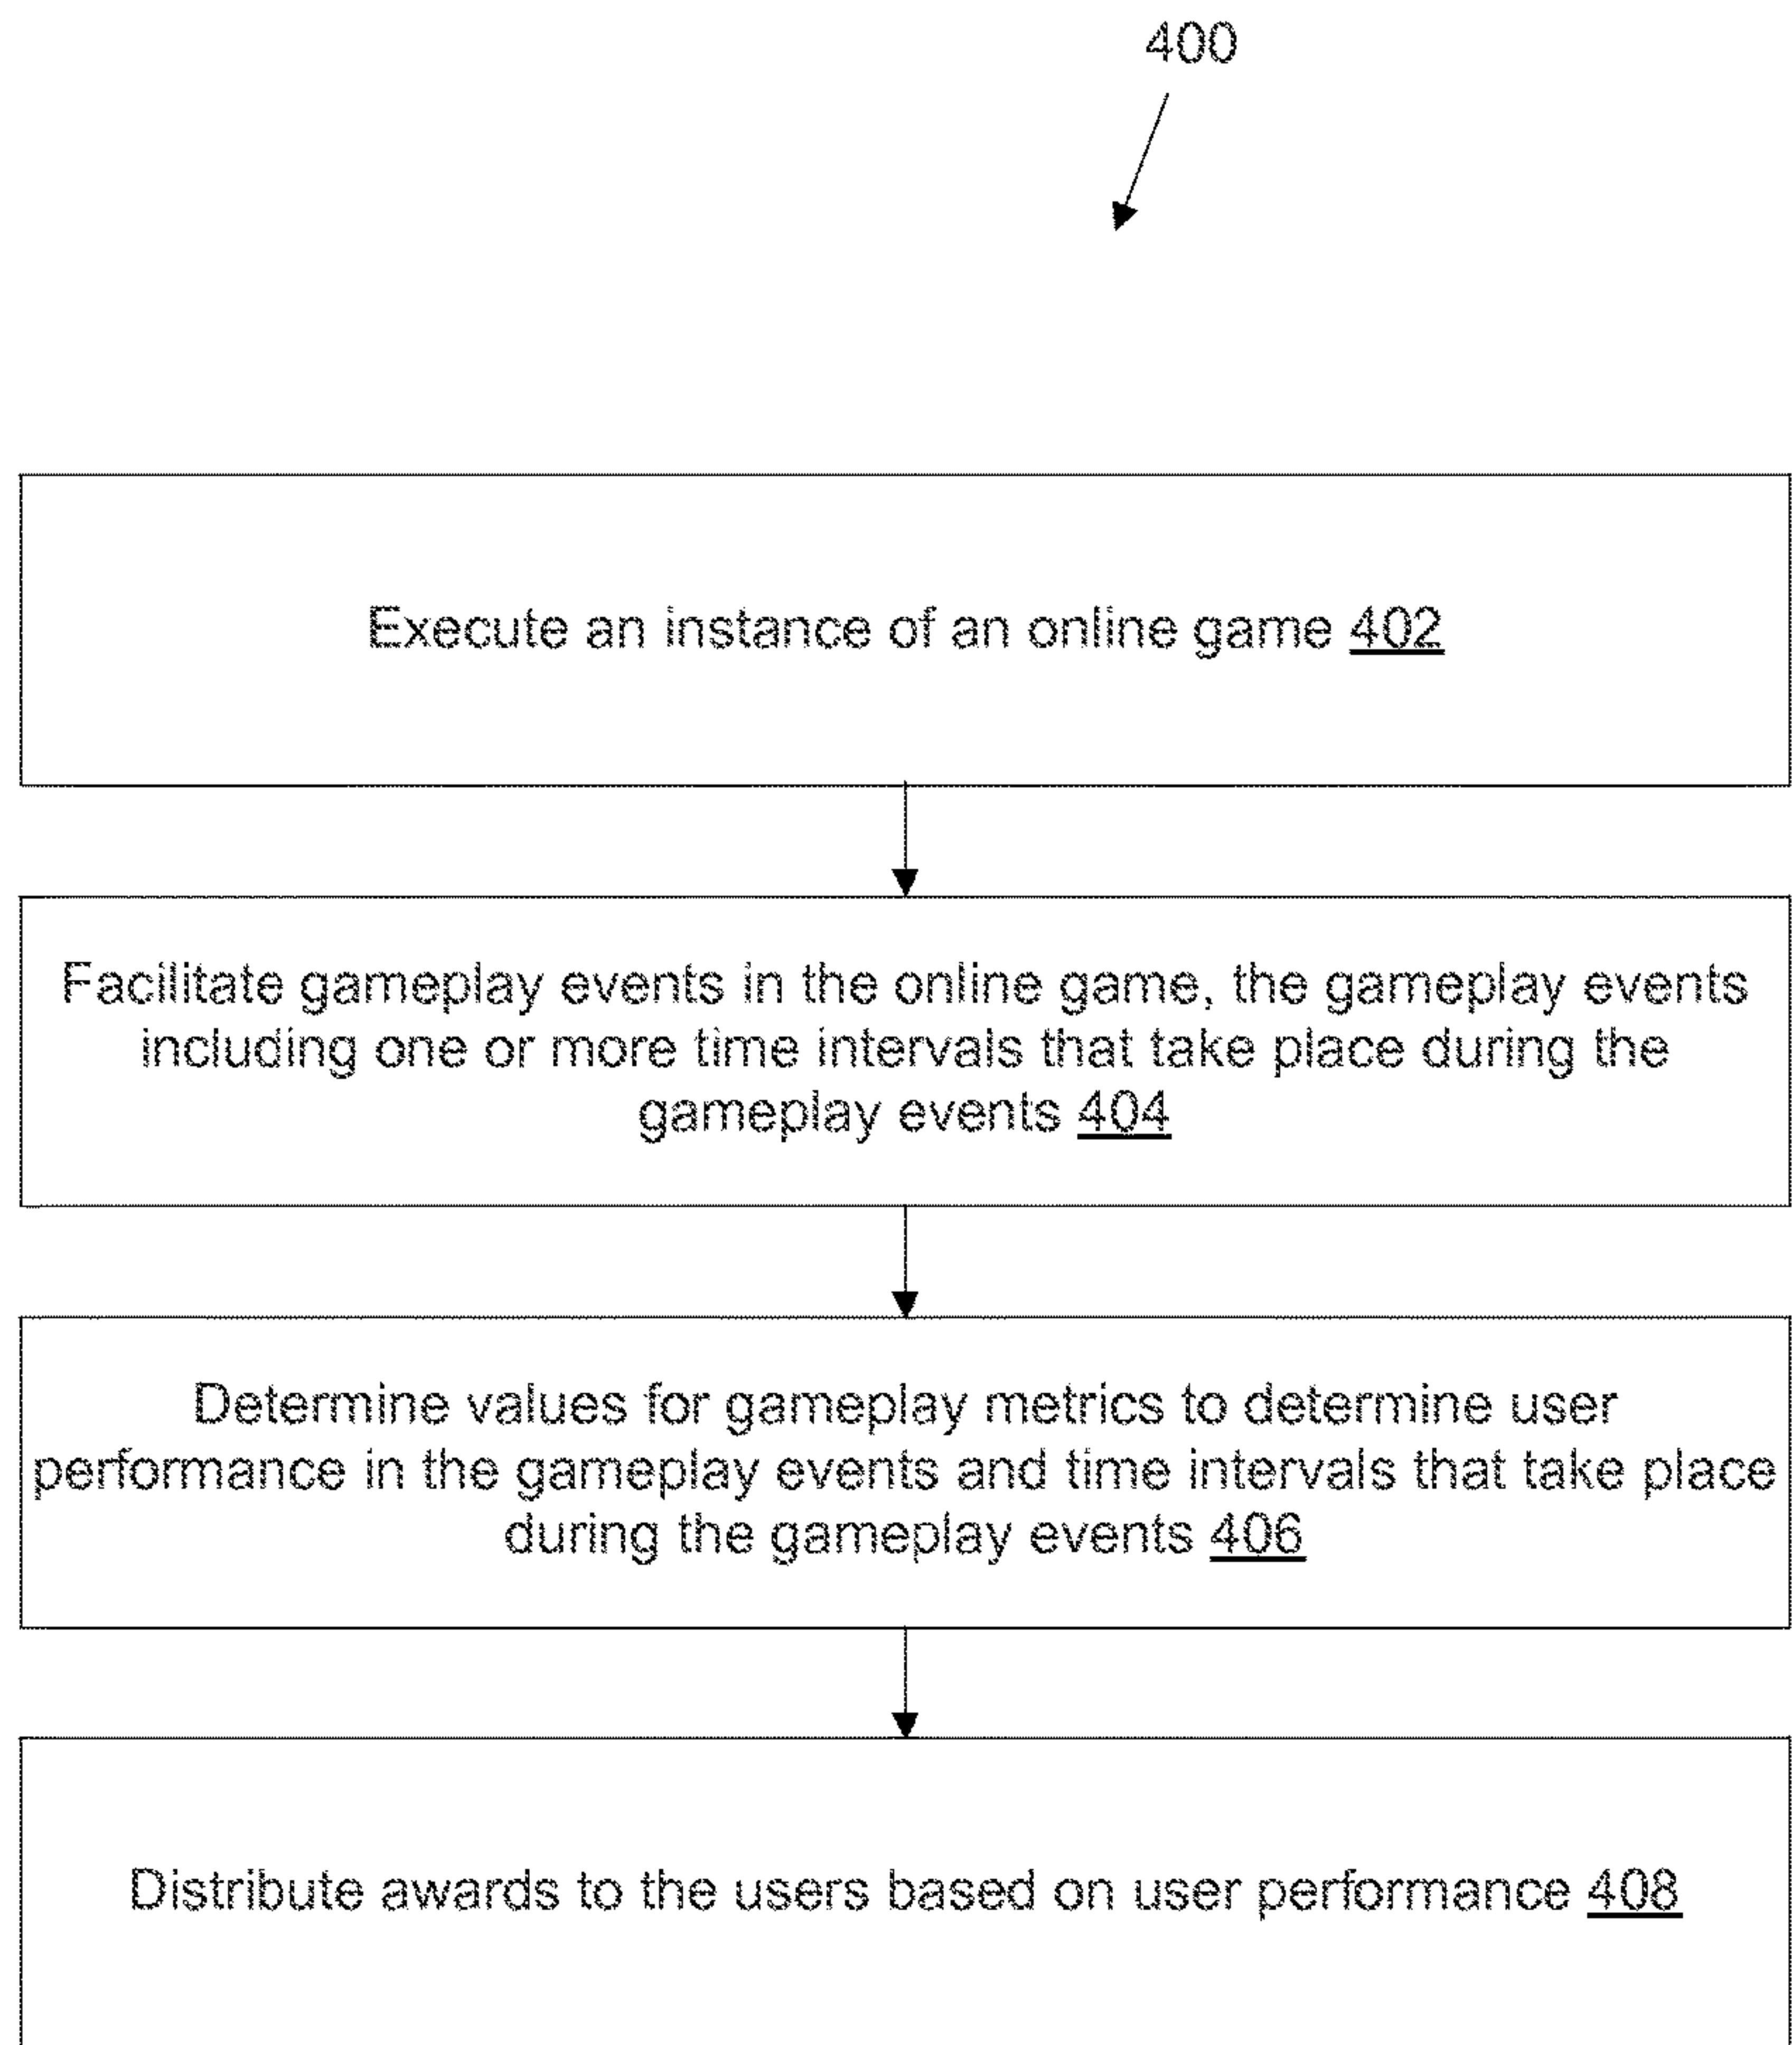 400
Execute an instance of an online game 402
Facilitate gameplay events in the online game, the gameplay events
including one or more time intervals that take place during the
gameplay events 404
Determine values for gameplay metrics to determine user
performance in the gameplay events and time intervals that take place
during the gameplay events 406
Distribute awards to the users based on user performance 408